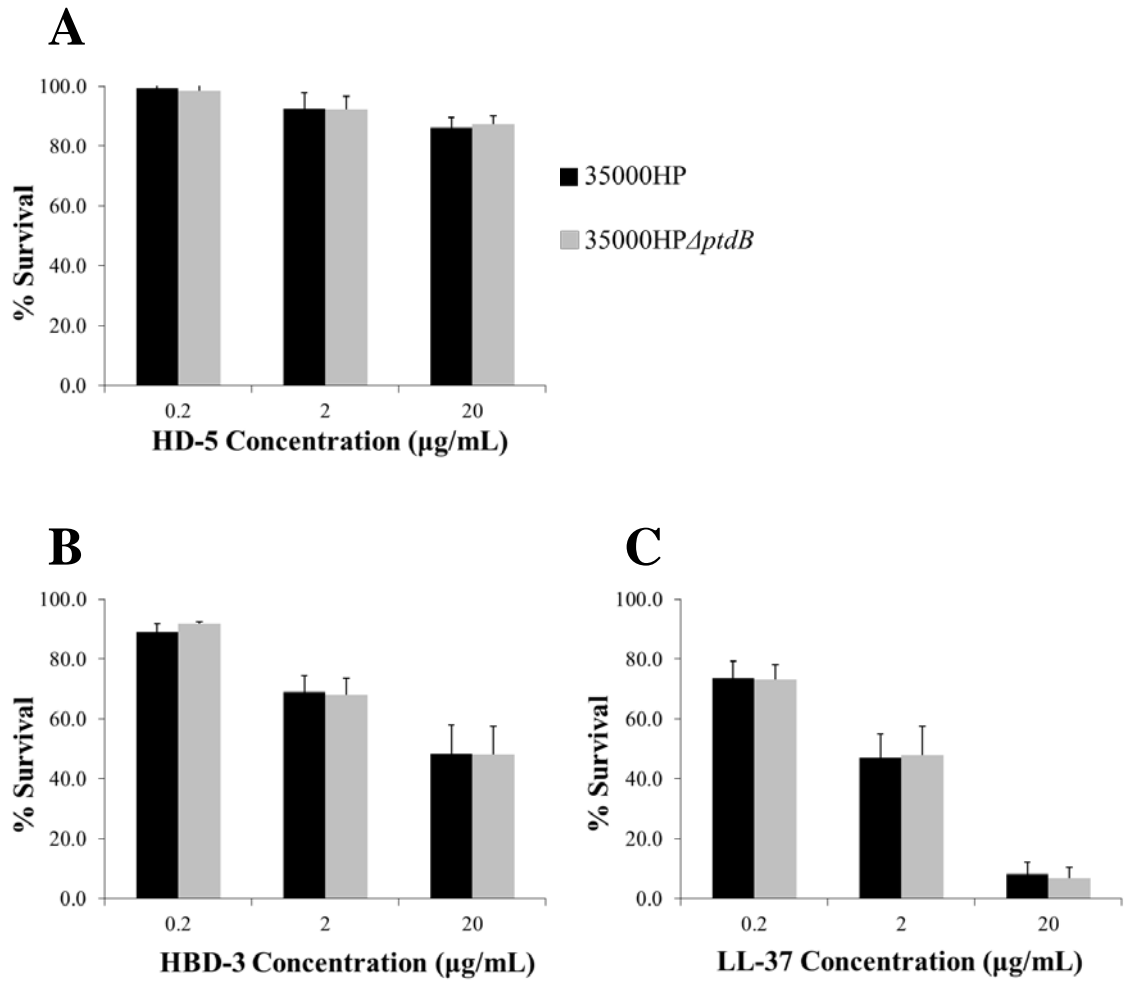 A
100.0
80.0
60.0
40.0
20.0
0.0
% Survival
0.2 2 20
HD-5 Concentration (µg/mL)
35000HP
35000HPΔptdB
B
100.0
80.0
60.0
40.0
20.0
0.0
% Survival
0.2 2 20
HBD-3 Concentration (µg/mL)
C
100.0
80.0
60.0
40.0
20.0
0.0
% Survival
0.2 2 20
LL-37 Concentration (µg/mL)